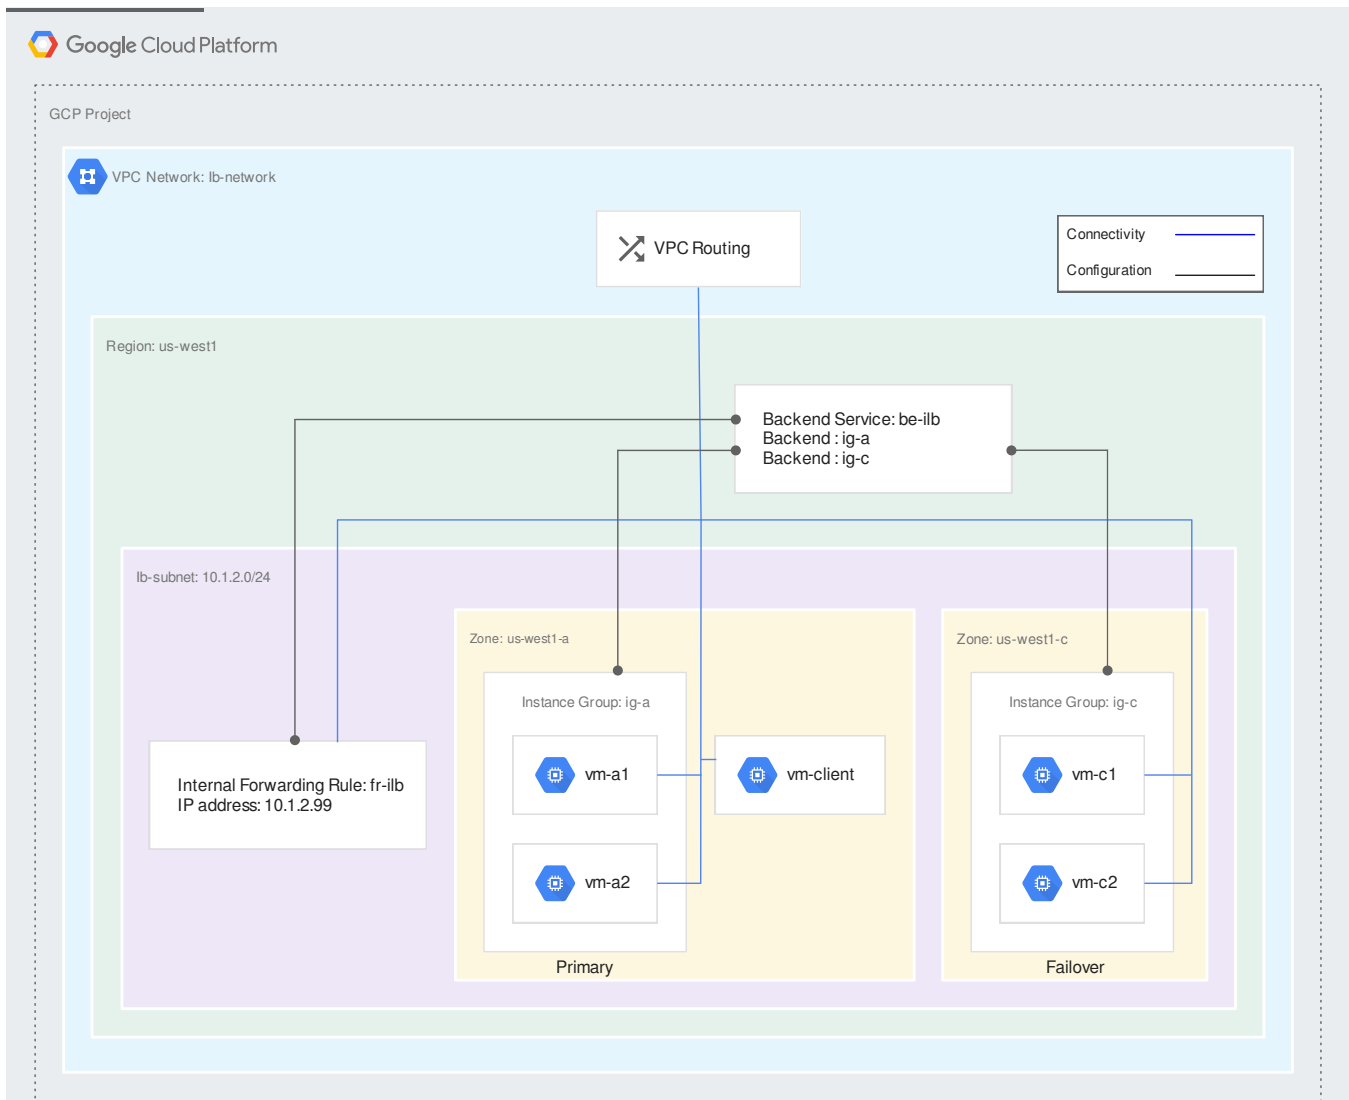 Google Cloud Platform
GCP Project
VPC Network: lb-network
VPC Routing
Connectivity
Configuration
Region: us-west1
Backend Service: be-ilb
Backend : ig-a
Backend : ig-c
lb-subnet: 10.1.2.0/24
Zone: us-west1-a
Zone: us-west1-c
Instance Group: ig-a
Instance Group: ig-c
Internal Forwarding Rule: fr-ilb
IP address: 10.1.2.99
vm-a1
vm-client
vm-c1
vm-a2
vm-c2
Primary
Failover